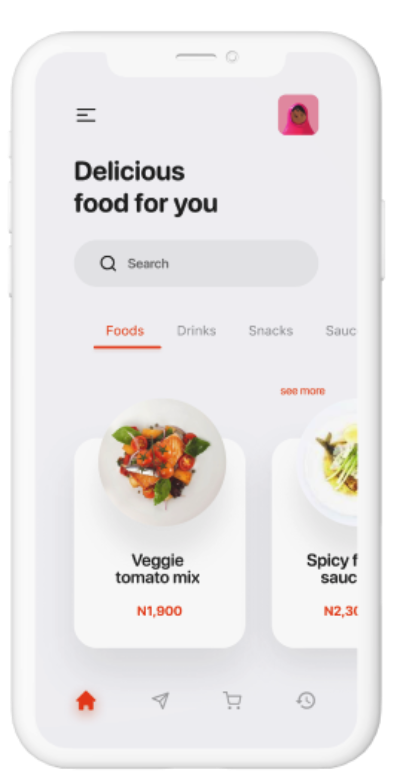 Delicious
food for you
Search
Foods Drinks Snacks Sauc
see more
Veggie
tomato mix
N1,900
Spicy f
sauc
N2,30